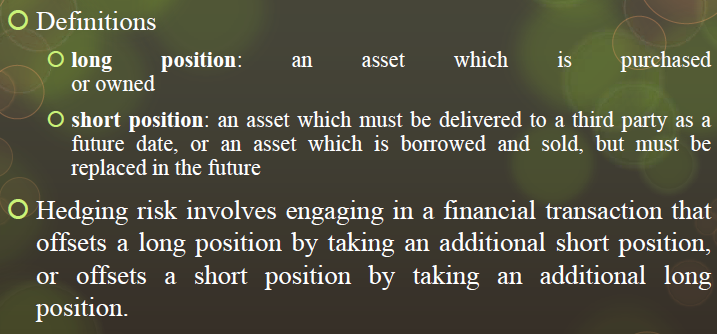 Definitions
long position: an asset which is purchased
or owned
short position: an asset which must be delivered to a third party as a
future date, or an asset which is borrowed and sold, but must be
replaced in the future
Hedging risk involves engaging in a financial transaction that
offsets a long position by taking an additional short position,
or offsets a short position by taking an additional long
position.